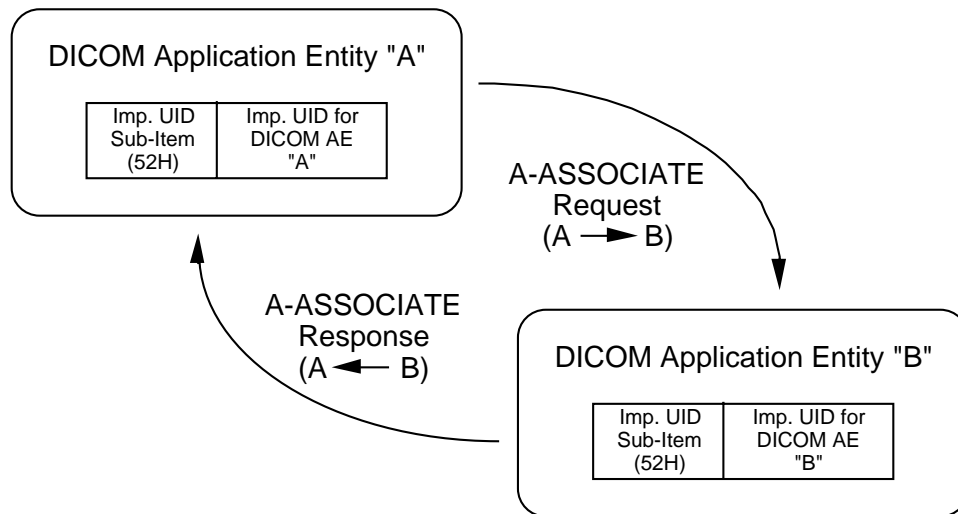 DICOM Application Entity "A"
Imp. UID
Sub-Item
(52H)
Imp. UID for
DICOM AE
"A"
A-ASSOCIATE
Request
(A → B)
A-ASSOCIATE
Response
(A ← B)
DICOM Application Entity "B"
Imp. UID
Sub-Item
(52H)
Imp. UID for
DICOM AE
"B"